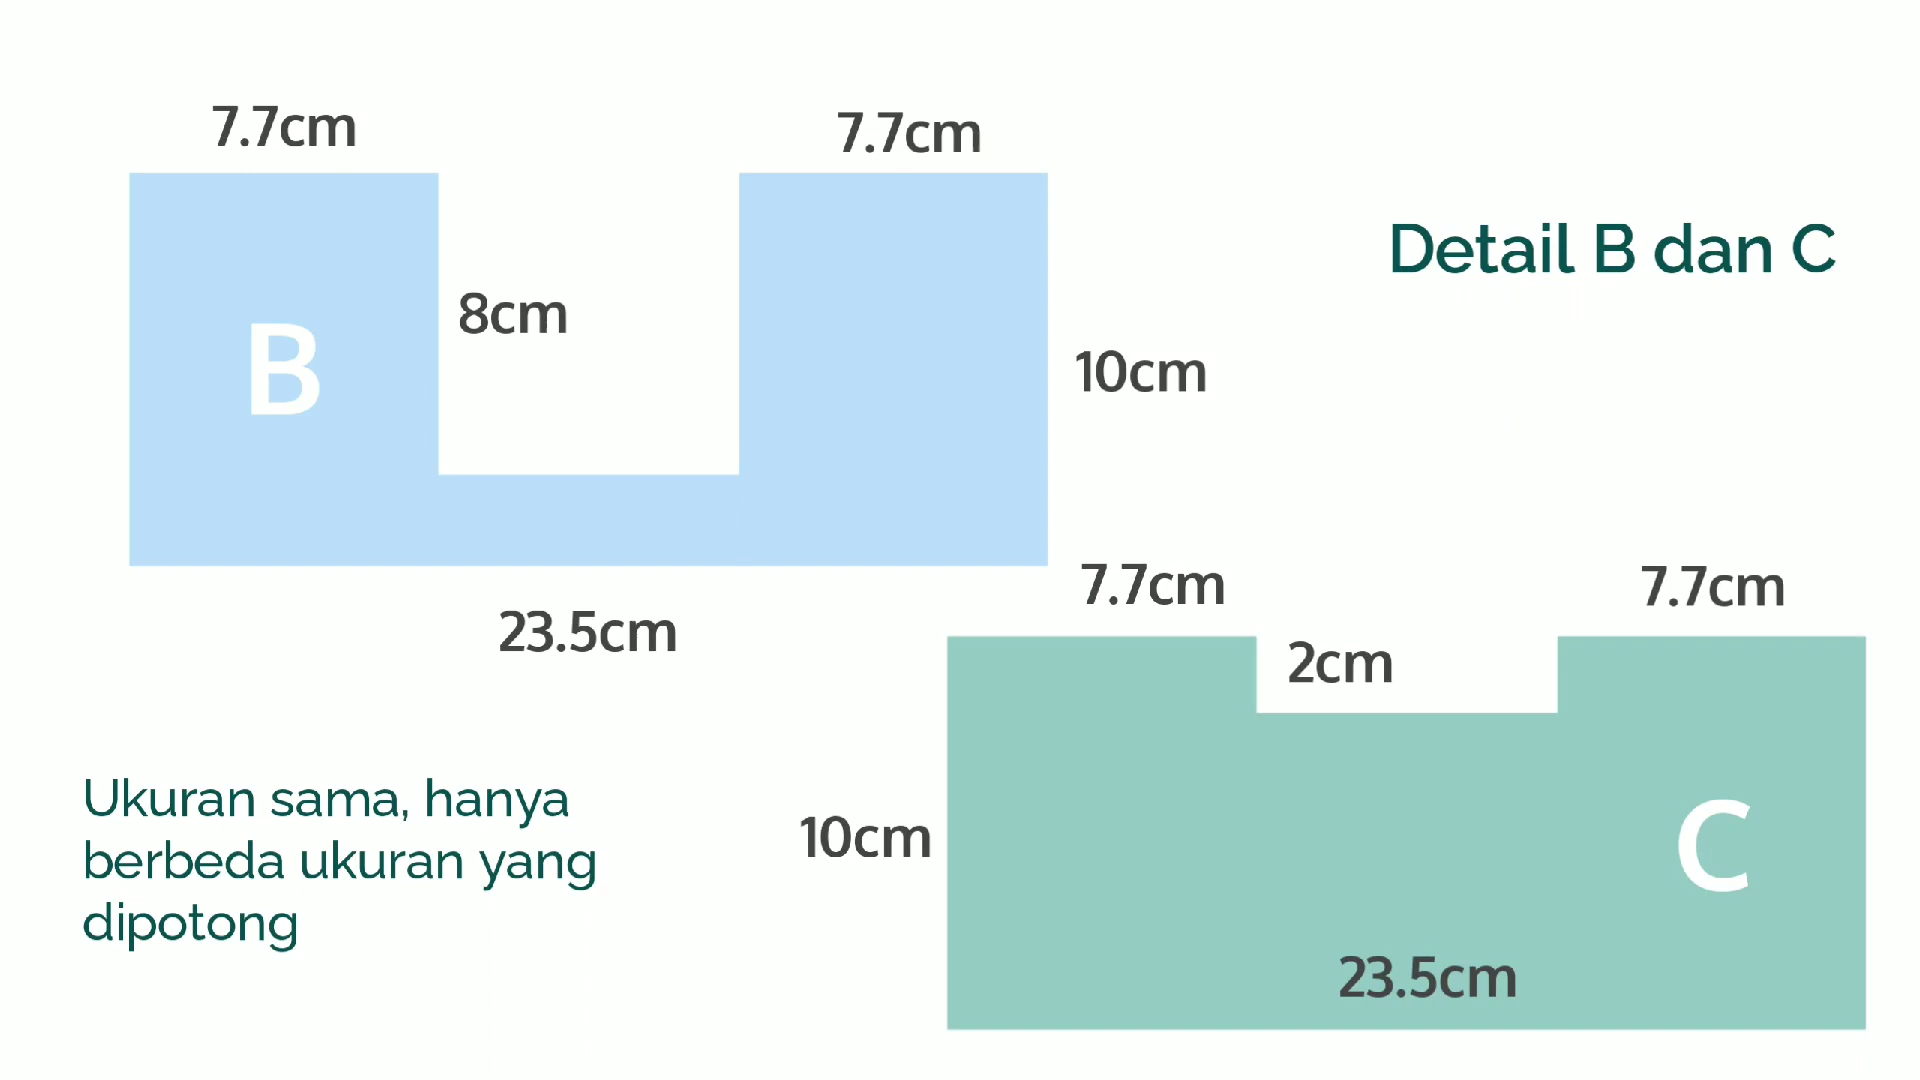 7.7cm
7.7cm
Detail B dan C
8cm
B
10cm
23.5cm
7.7cm
7.7cm
2cm
10cm
C
23.5cm
Ukuran sama, hanya
berbeda ukuran yang
dipotong